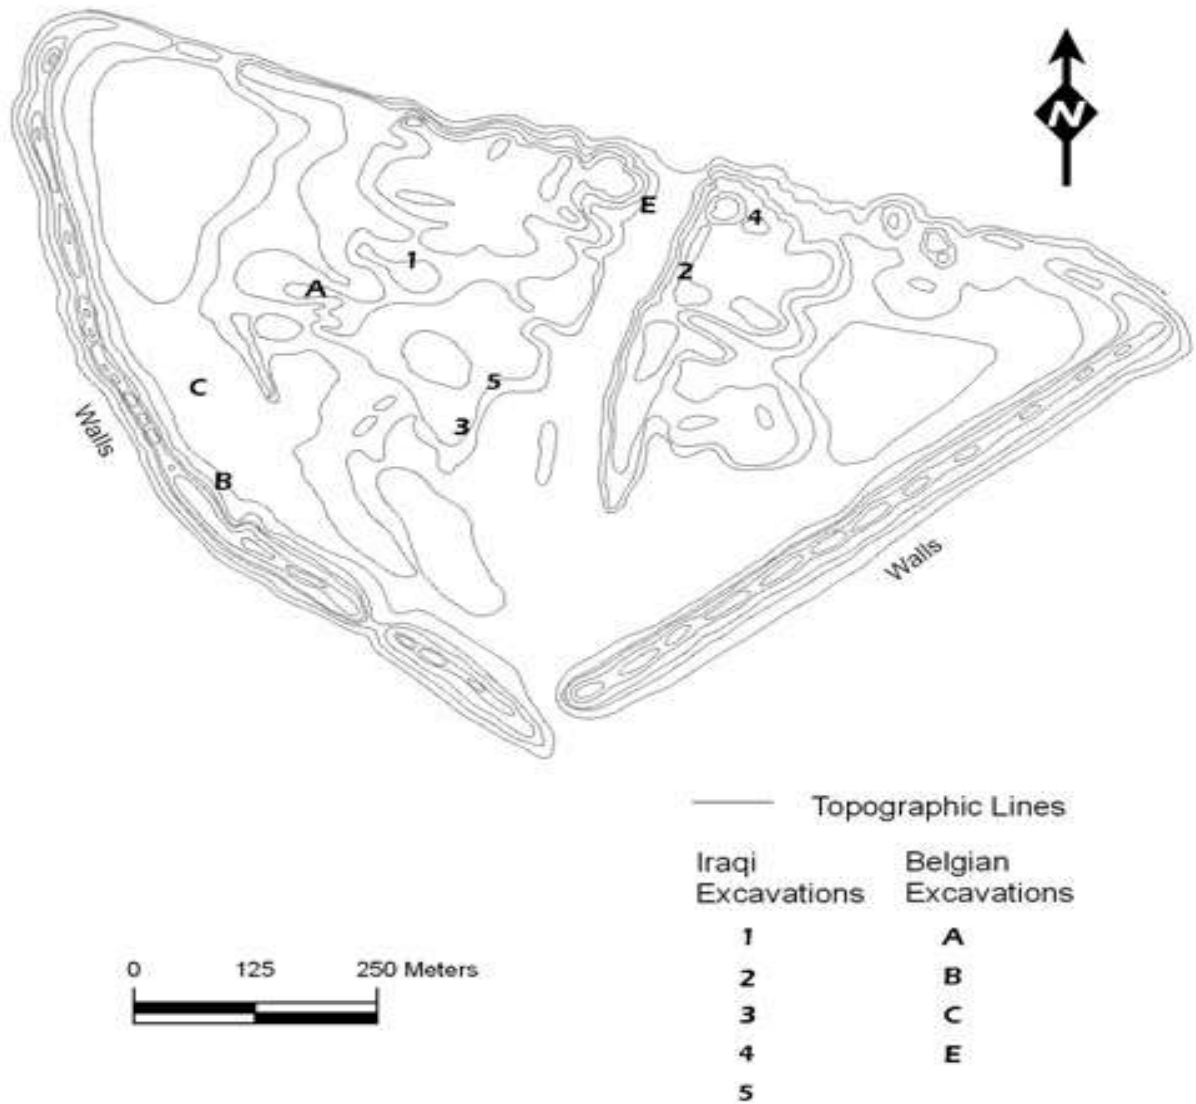 N
E
4
1
2
A
5
C
3
B
Walls
Walls
Topographic Lines
Iraqi Excavations
Belgian Excavations
1 A
2 B
3 C
4 E
5
0 125 250 Meters